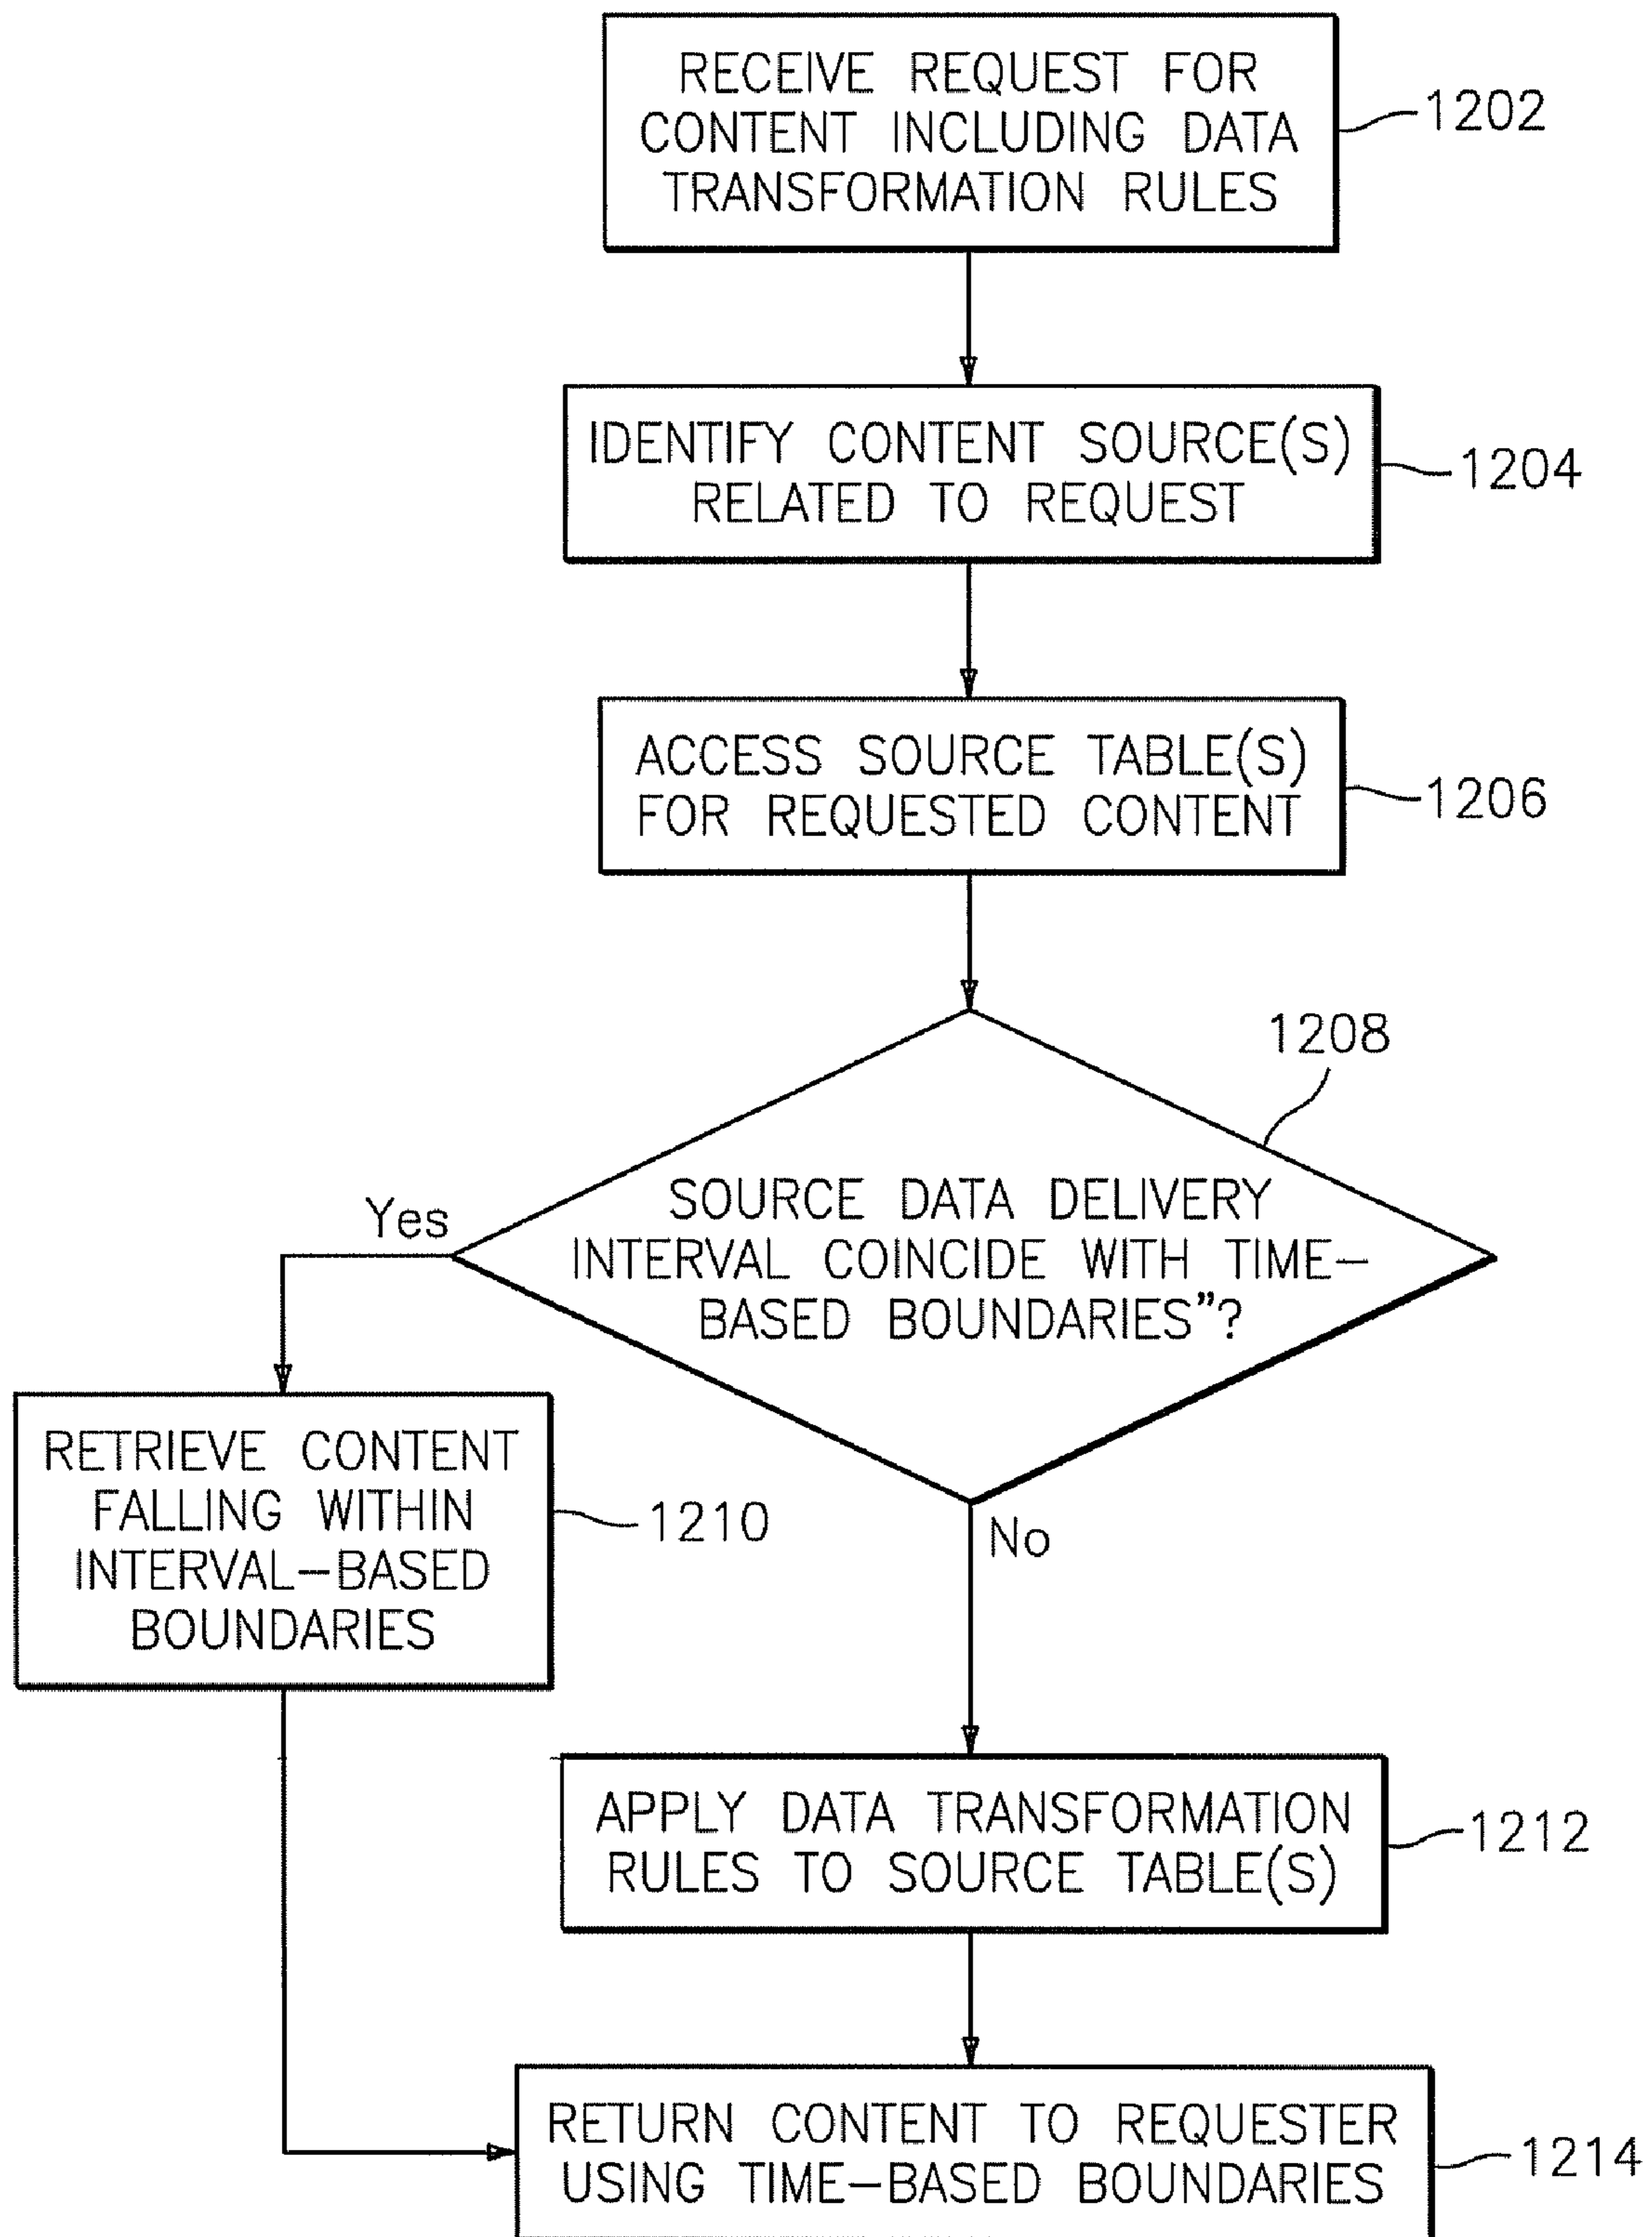 RECEIVE REQUEST FOR
CONTENT INCLUDING DATA
TRANSFORMATION RULES
1202
IDENTIFY CONTENT SOURCE(S)
RELATED TO REQUEST
1204
ACCESS SOURCE TABLE(S)
FOR REQUESTED CONTENT
1206
1208
SOURCE DATA DELIVERY
INTERVAL COINCIDE WITH TIME-
BASED BOUNDARIES"?
Yes
No
RETRIEVE CONTENT
FALLING WITHIN
INTERVAL-BASED
BOUNDARIES
1210
APPLY DATA TRANSFORMATION
RULES TO SOURCE TABLE(S)
1212
RETURN CONTENT TO REQUESTER
USING TIME-BASED BOUNDARIES
1214